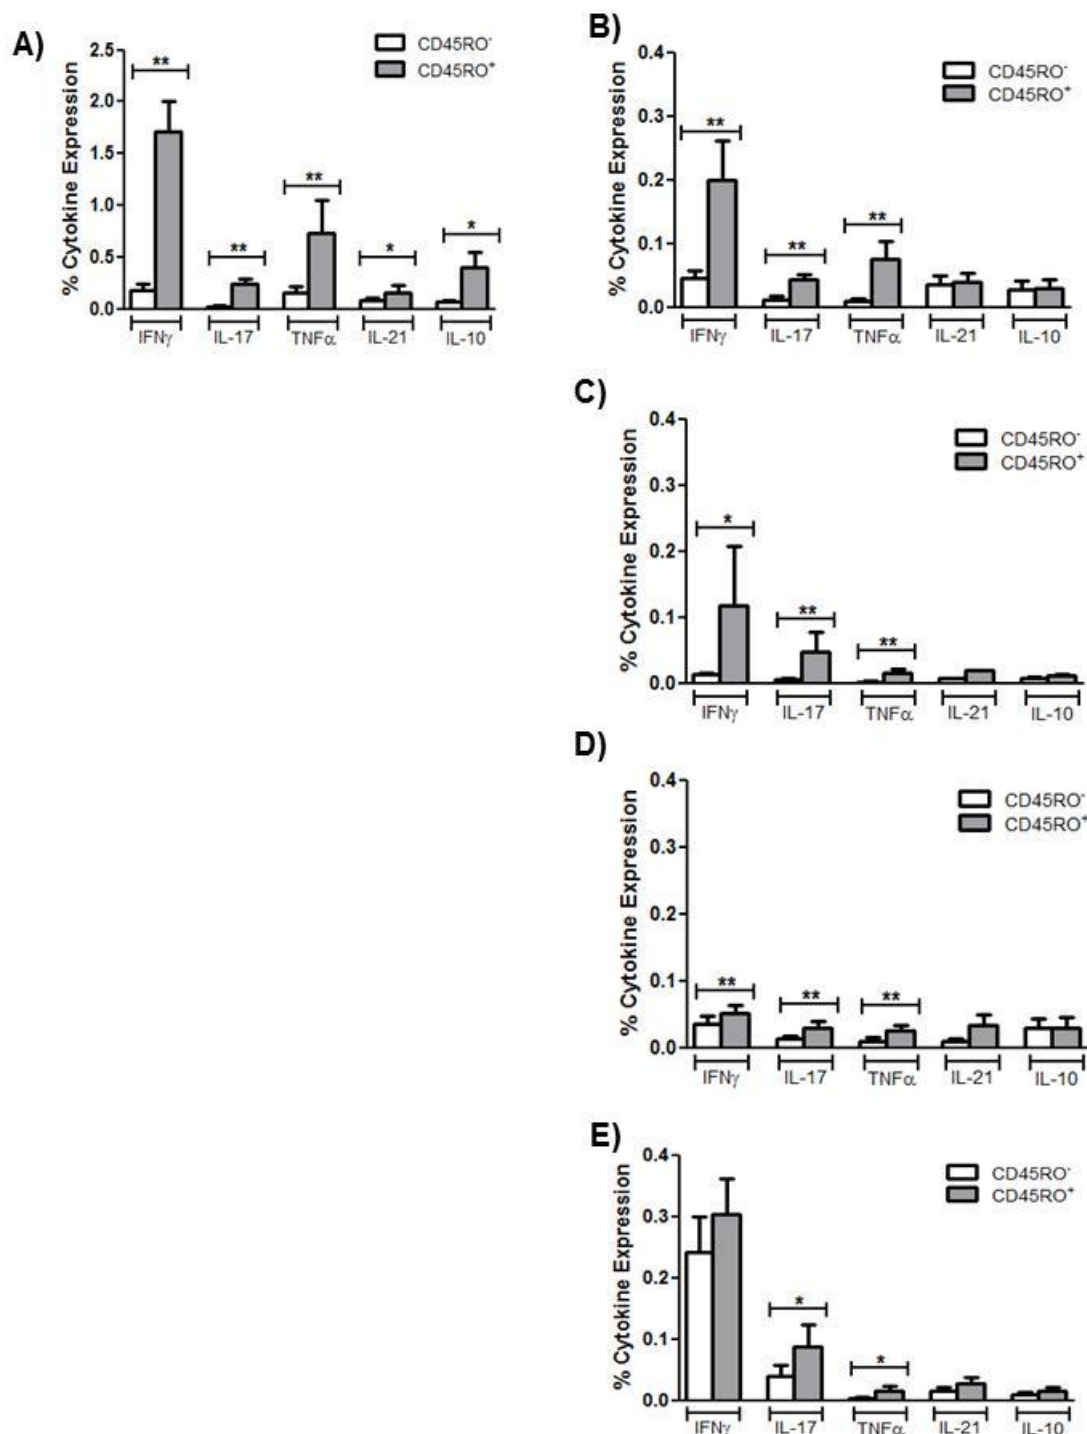 A)
% Cytokine Expression
2.5
2.0
1.5
1.0
0.5
0.0
CD45RO⁻
CD45RO⁺
**
**
**
*
*
IFNγ IL-17 TNFα IL-21 IL-10
B)
% Cytokine Expression
0.4
0.3
0.2
0.1
0.0
CD45RO⁻
CD45RO⁺
**
**
**
IFNγ IL-17 TNFα IL-21 IL-10
C)
% Cytokine Expression
0.4
0.3
0.2
0.1
0.0
CD45RO⁻
CD45RO⁺
*
**
**
IFNγ IL-17 TNFα IL-21 IL-10
D)
% Cytokine Expression
0.4
0.3
0.2
0.1
0.0
CD45RO⁻
CD45RO⁺
**
**
**
IFNγ IL-17 TNFα IL-21 IL-10
E)
% Cytokine Expression
0.4
0.3
0.2
0.1
0.0
CD45RO⁻
CD45RO⁺
*
*
IFNγ IL-17 TNFα IL-21 IL-10